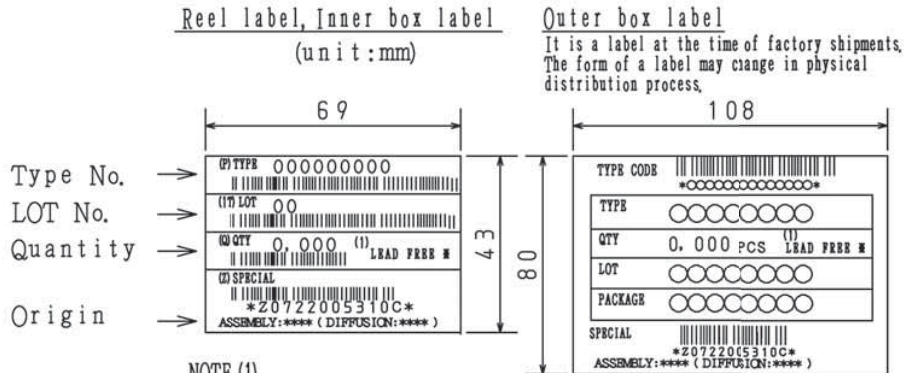 Reel label, Inner box label
(unit:mm)
Outer box label
It is a label at the time of factory shipments.
The form of a label may change in physical
distribution process.
69
108
Type No.
LOT No.
Quantity
Origin
(P) TYPE 000000000
(1T) LOT 00
(Q) QTY 0.000 (1) LEAD FREE *
(Z) SPECIAL
*Z0722005310C*
ASSEMBLY:**** ( DIFFUSION:**** )
43
80
TYPE CODE
*○○○○○○○○○○○○○○*
TYPE ○○○○○○○○
QTY 0.000 PCS (1) LEAD FREE *
LOT ○○○○○○○○
PACKAGE ○○○○○○○○
SPECIAL
*Z0722005310C*
ASSEMBLY:**** ( DIFFUSION:**** )
NOTE (1)